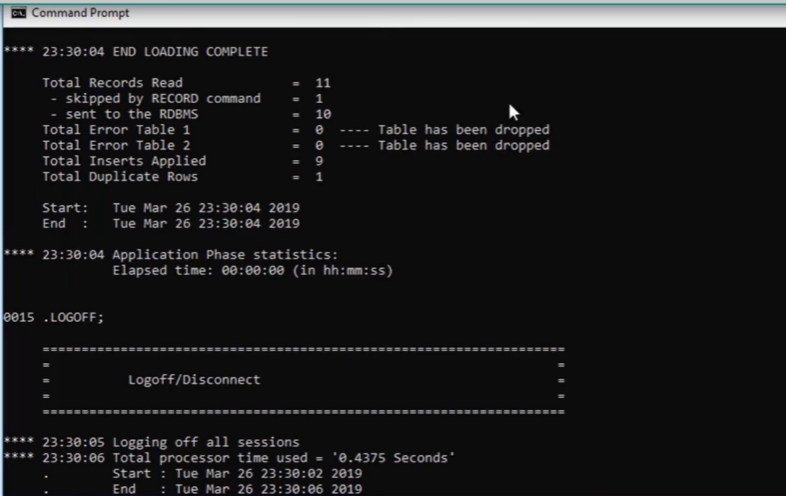 Command Prompt
**** 23:30:04 END LOADING COMPLETE
Total Records Read = 11
- skipped by RECORD command = 1
- sent to the RDBMS = 10
Total Error Table 1 = 0 ---- Table has been dropped
Total Error Table 2 = 0 ---- Table has been dropped
Total Inserts Applied = 9
Total Duplicate Rows = 1
Start: Tue Mar 26 23:30:04 2019
End : Tue Mar 26 23:30:04 2019
**** 23:30:04 Application Phase statistics:
Elapsed time: 00:00:00 (in hh:mm:ss)
0015 .LOGOFF;
===================================================================
= =
= Logoff/Disconnect =
= =
===================================================================
**** 23:30:05 Logging off all sessions
**** 23:30:06 Total processor time used = '0.4375 Seconds'
. Start : Tue Mar 26 23:30:02 2019
. End : Tue Mar 26 23:30:06 2019